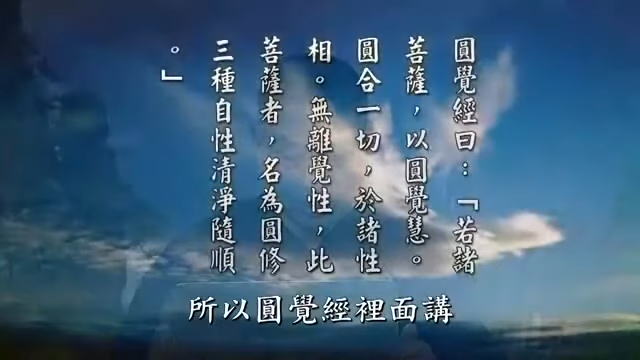 圓覺經曰：「若諸
菩薩，以圓覺慧。
圓合一切，於諸性
相。無離覺性，此
菩薩者，名為圓修
三種自性清淨隨順
。」
所以圓覺經裡面講